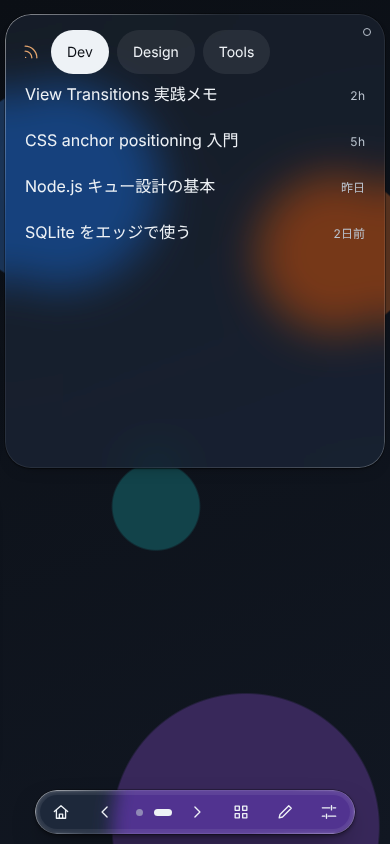 Dev Design Tools
View Transitions 実践メモ 2h
CSS anchor positioning 入門 5h
Node.js キュー設計の基本 昨日
SQLite をエッジで使う 2日前